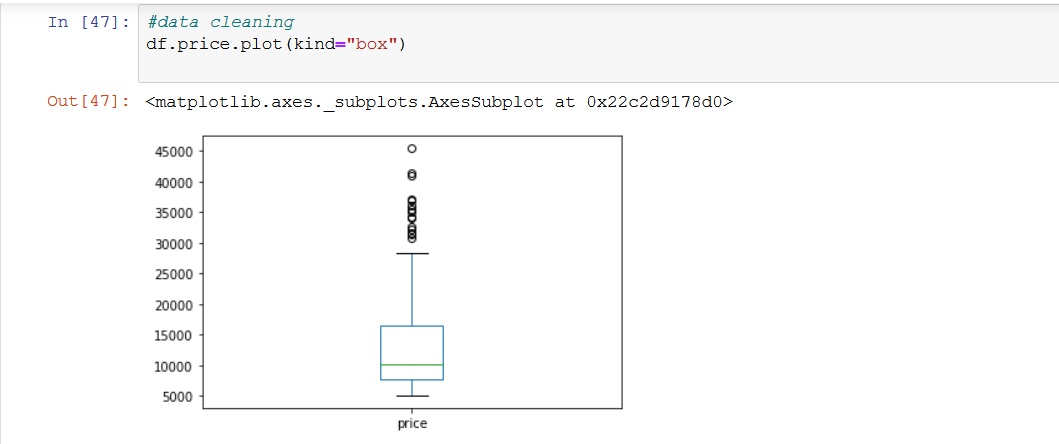 In [47]: #data cleaning
df.price.plot(kind="box")
Out[47]: <matplotlib.axes._subplots.AxesSubplot at 0x22c2d9178d0>
45000
40000
35000
30000
25000
20000
15000
10000
5000
price